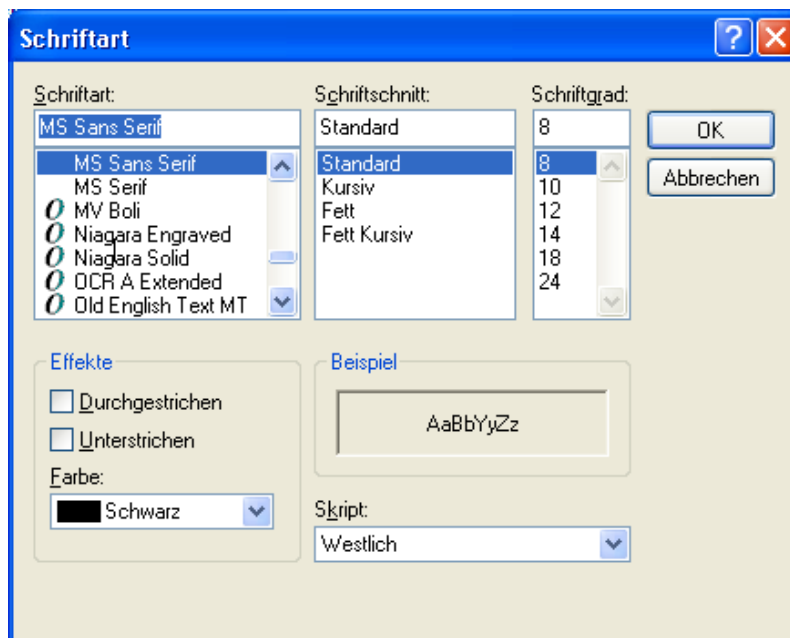 Schriftart
Schriftart:
MS Sans Serif
MS Sans Serif
MS Serif
MV Boli
Niagara Engraved
Niagara Solid
OCR A Extended
Old English Text MT
Schriftschnitt:
Standard
Standard
Kursiv
Fett
Fett Kursiv
Schriftgrad:
8
8
10
12
14
18
24
OK
Abbrechen
Effekte
Durchgestrichen
Unterstrichen
Farbe:
Schwarz
Beispiel
AaBbYyZz
Skript:
Westlich